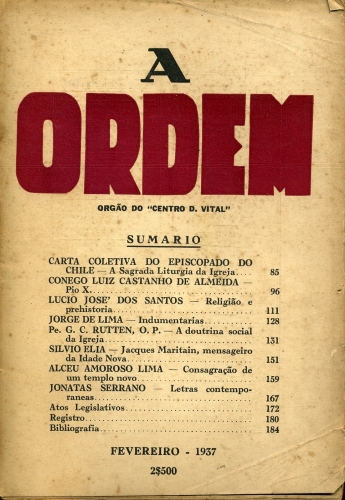 A
ORDEM
ORGÃO DO "CENTRO D. VITAL"
SUMARIO
CARTA COLETIVA DO EPISCOPADO DO
CHILE — A Sagrada Liturgia da Igreja.... 85
CONEGO LUIZ CASTANHO DE ALMEIDA —
Pio X. .......................... 96
LUCIO JOSE' DOS SANTOS — Religião e
prehistoria .......................... 111
JORGE DE LIMA — Indumentarias .......... 128
Pe. G. C. RUTTEN, O. P. — A doutrina social
da Igreja .......................... 131
SILVIO ELIA — Jacques Maritain, mensageiro
da Idade Nova .......................... 151
ALCEU AMOROSO LIMA — Consagração de
um templo novo .......................... 159
JONATAS SERRANO — Letras contempo-
raneas .......................... 167
Atos Legislativos .......................... 172
Registro .......................... 180
Bibliografia .......................... 184
FEVEREIRO - 1937
2$500